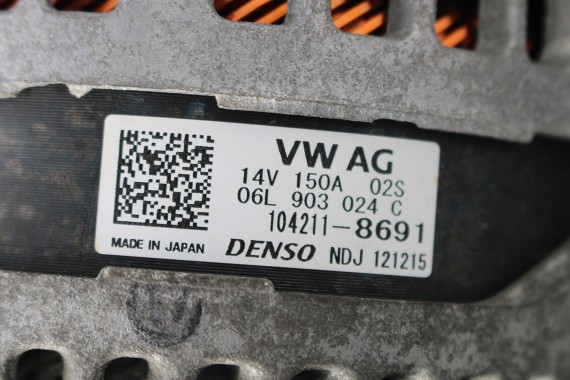 VW AG
14V 150A 02S
06L 903 024 C
104211-8691
MADE IN JAPAN DENSO NDJ 121215